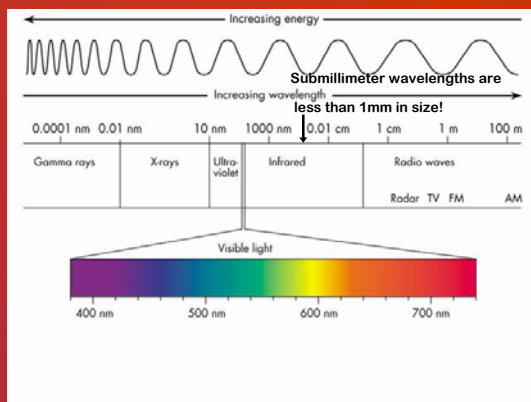 Increasing energy
Submillimeter wavelengths are
Increasing wavelength
less than 1mm in size!
0.0001 nm 0.01 nm 10 nm 1000 nm 0.01 cm 1 cm 1 m 100 m
Gamma rays X-rays Ultra-
violet Infrared Radio waves
Radar TV FM AM
Visible light
400 nm 500 nm 600 nm 700 nm